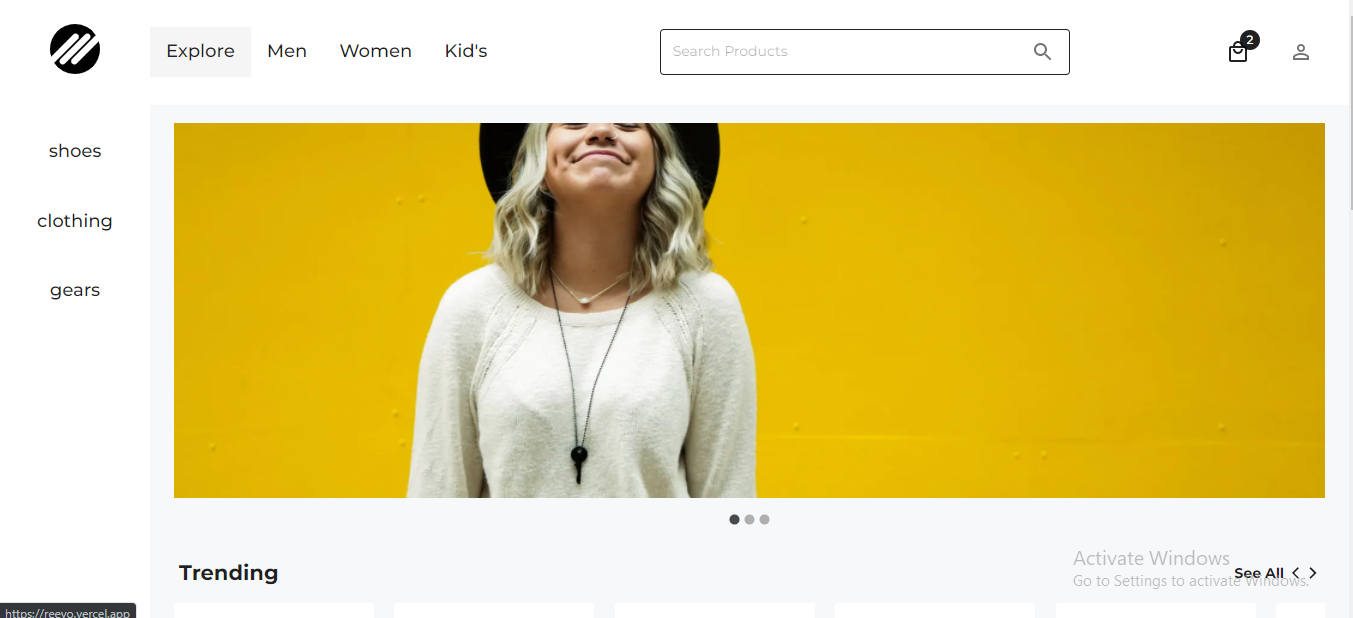 Explore Men Women Kid's
Search Products
2
shoes
clothing
gears
Trending
See All
Activate Windows
Go to Settings to activate Windows.
https://reevo.vercel.app